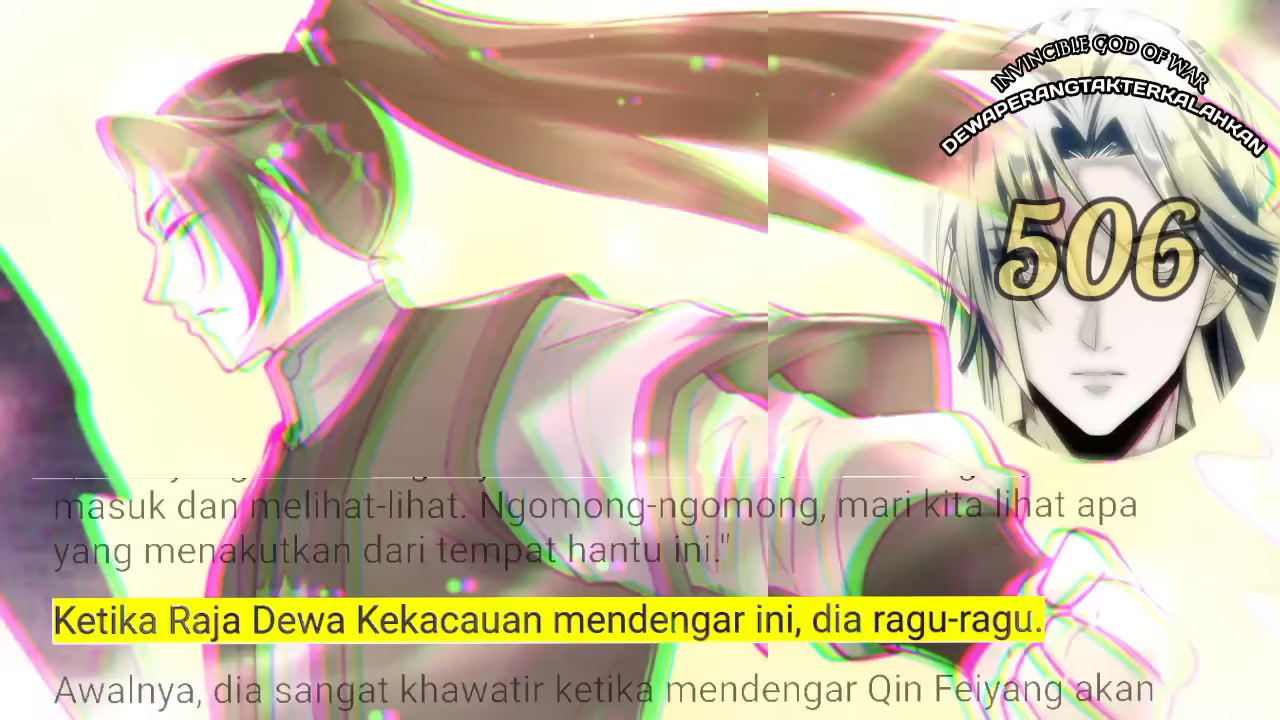 INVINCIBLE GOD OF WAR
DEWAPERANGTAKTERKALAHKAN
506
masuk dan melihat-lihat. Ngomong-ngomong, mari kita lihat apa
yang menakutkan dari tempat hantu ini."
Ketika Raja Dewa Kekacauan mendengar ini, dia ragu-ragu.
Awalnya, dia sangat khawatir ketika mendengar Qin Feiyang akan